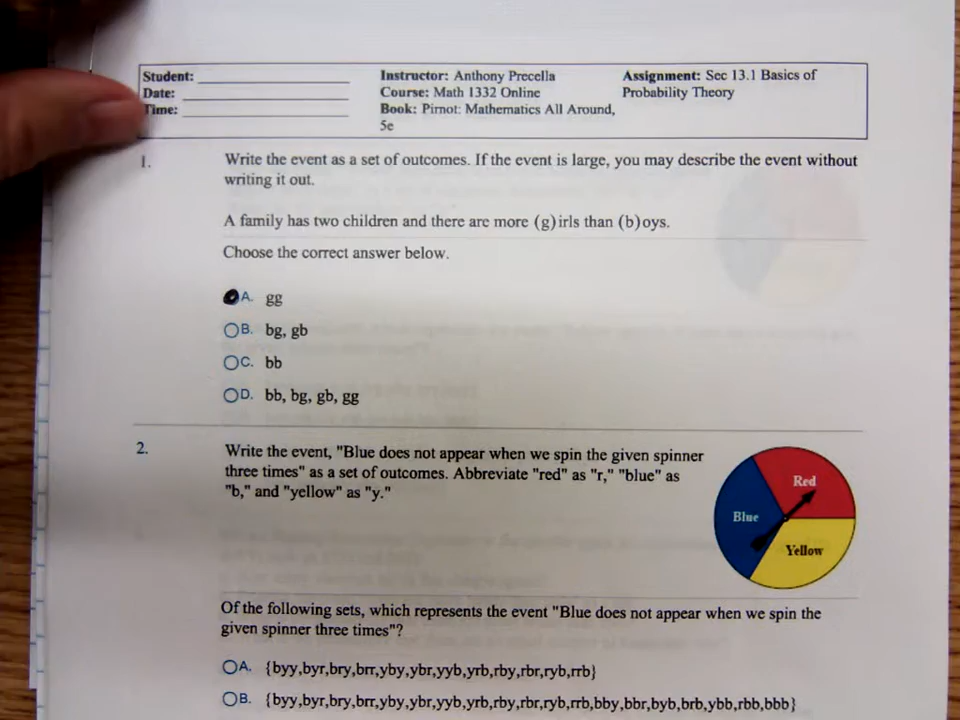 Student: Instructor: Anthony Precella Assignment: Sec 13.1 Basics of
Date: Course: Math 1332 Online Probability Theory
Time: Book: Pirnot: Mathematics All Around,
5e
1. Write the event as a set of outcomes. If the event is large, you may describe the event without
writing it out.
A family has two children and there are more (g)irls than (b)oys.
Choose the correct answer below.
A. gg
B. bg, gb
C. bb
D. bb, bg, gb, gg
2. Write the event, "Blue does not appear when we spin the given spinner
three times" as a set of outcomes. Abbreviate "red" as "r," "blue" as
"b," and "yellow" as "y."
Red
Blue
Yellow
Of the following sets, which represents the event "Blue does not appear when we spin the
given spinner three times"?
A. {byy,byr,bry,brr,yby,ybr,yyb,yrb,rby,rbr,ryb,rrb}
B. {byy,byr,bry,brr,yby,ybr,yyb,yrb,rby,rbr,ryb,rrb,bby,bbr,byb,brb,ybb,rbb,bbb}